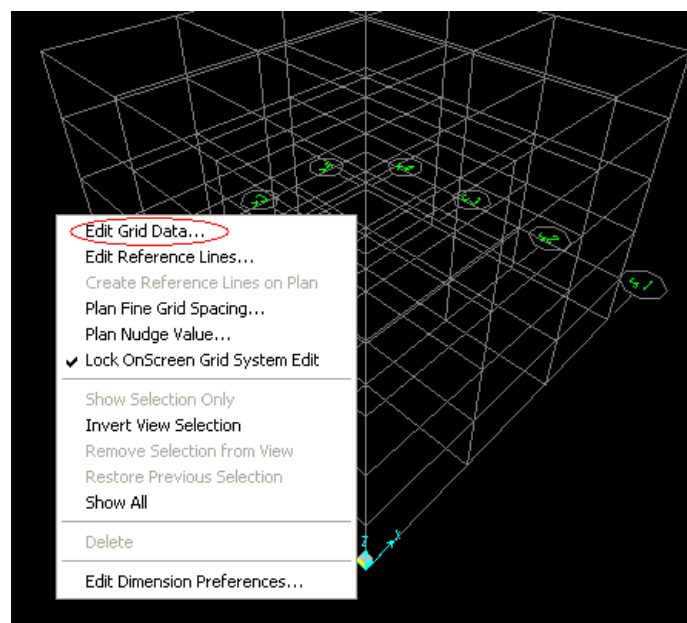 Edit Grid Data...
Edit Reference Lines...
Create Reference Lines on Plan
Plan Fine Grid Spacing...
Plan Nudge Value...
Lock OnScreen Grid System Edit
Show Selection Only
Invert View Selection
Remove Selection from View
Restore Previous Selection
Show All
Delete
Edit Dimension Preferences...
Z
X